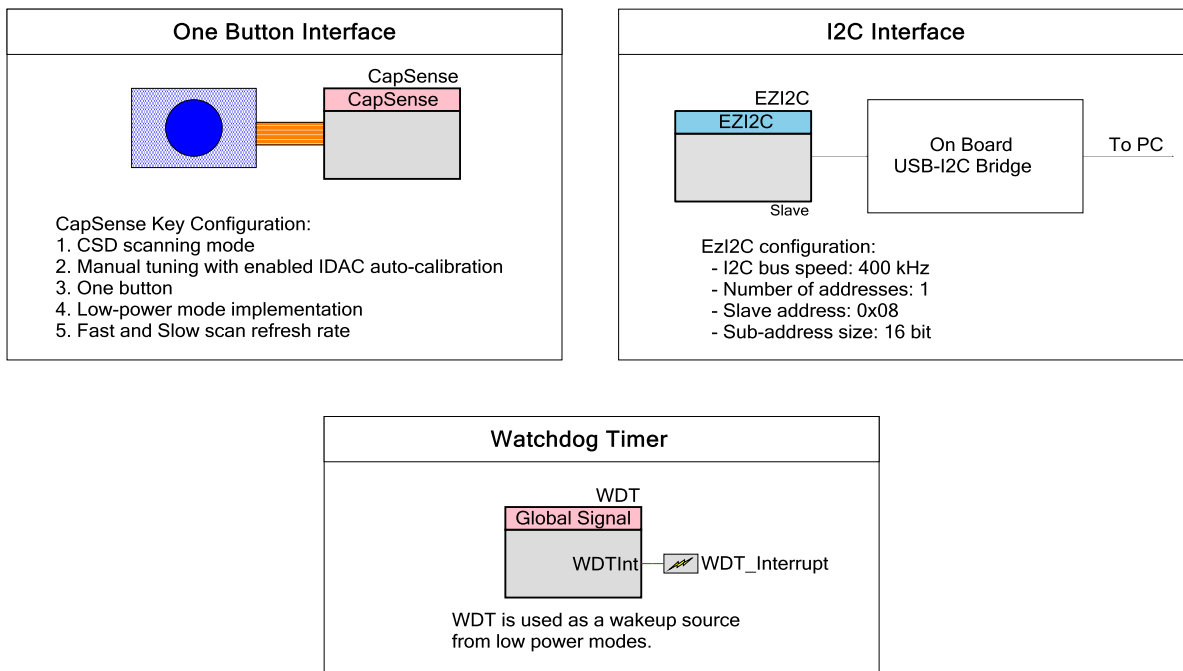 One Button Interface
CapSense
CapSense
CapSense Key Configuration:
1. CSD scanning mode
2. Manual tuning with enabled IDAC auto-calibration
3. One button
4. Low-power mode implementation
5. Fast and Slow scan refresh rate
I2C Interface
EZI2C
EZI2C
Slave
On Board
USB-I2C Bridge
To PC
EzI2C configuration:
- I2C bus speed: 400 kHz
- Number of addresses: 1
- Slave address: 0x08
- Sub-address size: 16 bit
Watchdog Timer
WDT
Global Signal
WDTInt
WDT_Interrupt
WDT is used as a wakeup source
from low power modes.